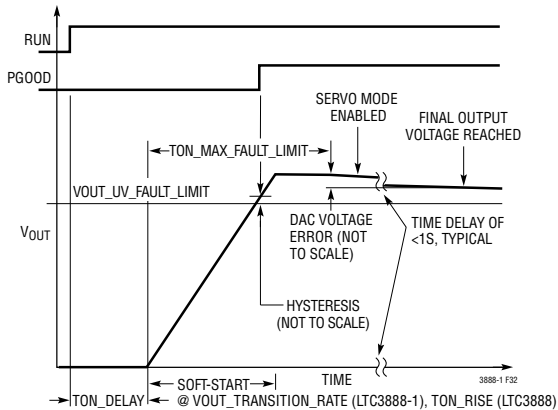 RUN
PGOOD
SERVO MODE
ENABLED
FINAL OUTPUT
VOLTAGE REACHED
TON_MAX_FAULT_LIMIT
VOUT_UV_FAULT_LIMIT
VOUT
DAC VOLTAGE
ERROR (NOT
TO SCALE)
TIME DELAY OF
<1S, TYPICAL
HYSTERESIS
(NOT TO SCALE)
SOFT-START
TIME
3888-1 F32
TON_DELAY
@ VOUT_TRANSITION_RATE (LTC3888-1), TON_RISE (LTC3888)